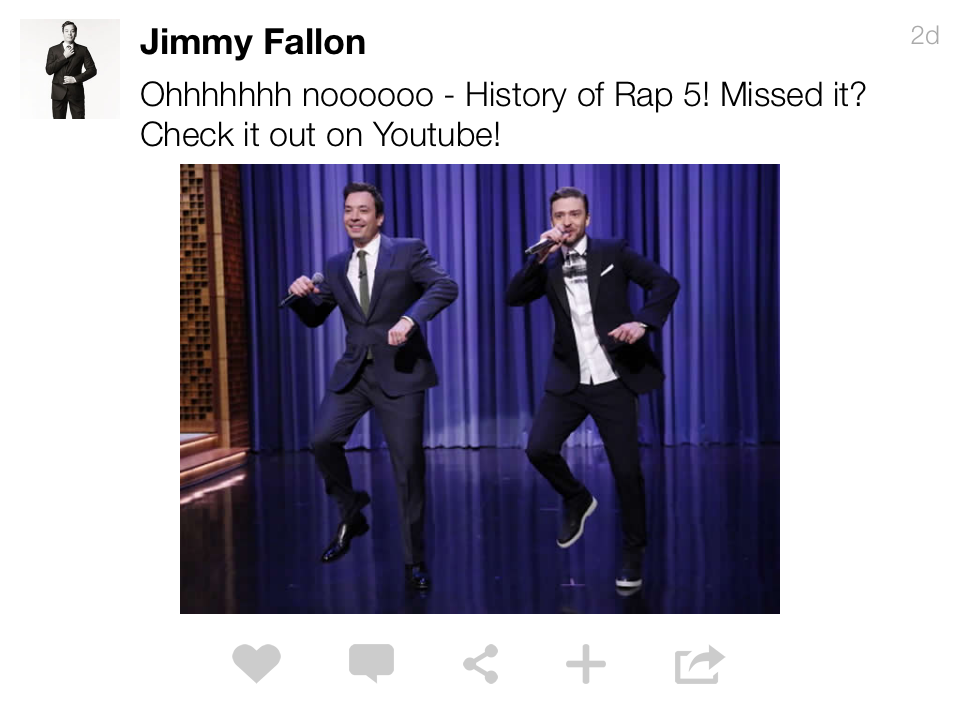 Jimmy Fallon
2d
Ohhhhhhh noooooo - History of Rap 5! Missed it?
Check it out on Youtube!